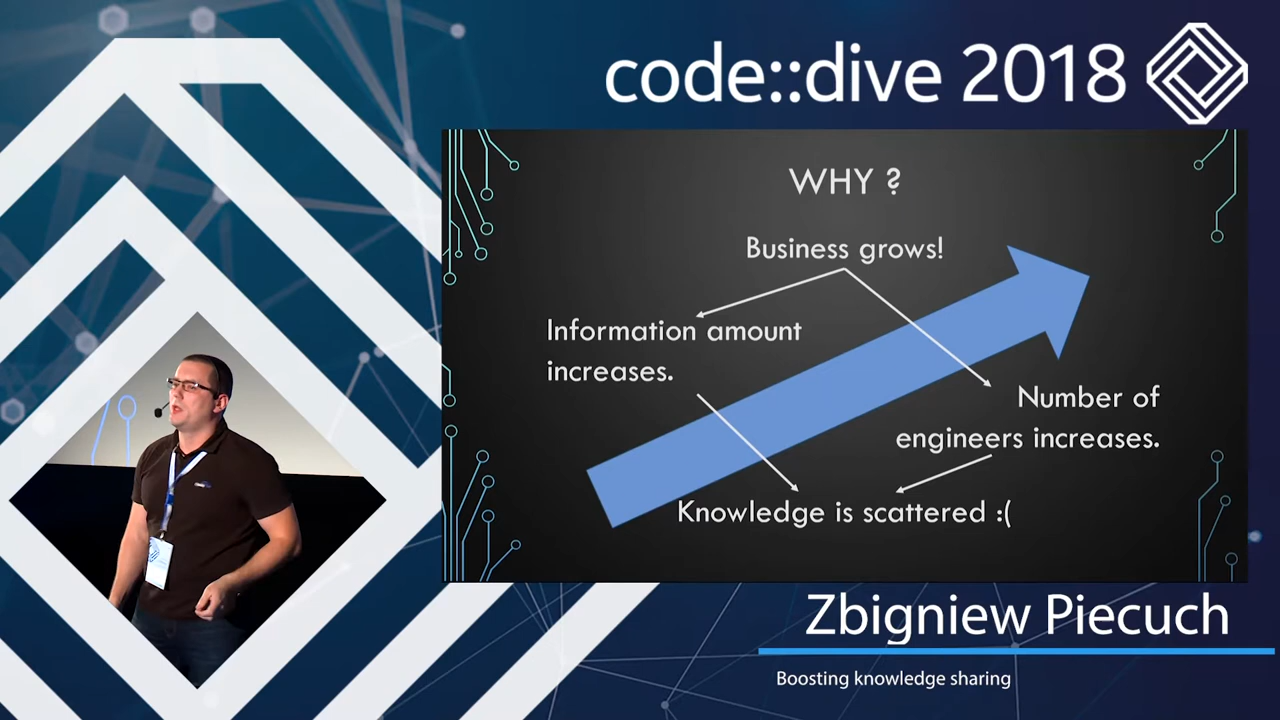 code::dive 2018
WHY ?
Business grows!
Information amount
increases.
Number of
engineers increases.
Knowledge is scattered :(
Zbigniew Piecuch
Boosting knowledge sharing